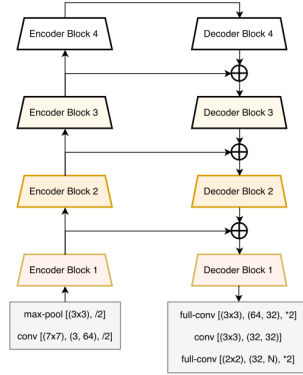 Encoder Block 4
Decoder Block 4
Encoder Block 3
Decoder Block 3
Encoder Block 2
Decoder Block 2
Encoder Block 1
Decoder Block 1
max-pool [(3x3), /2]
conv [(7x7), (3, 64), /2]
full-conv [(3x3), (64, 32), *2]
conv [(3x3), (32, 32)]
full-conv [(2x2), (32, N), *2]